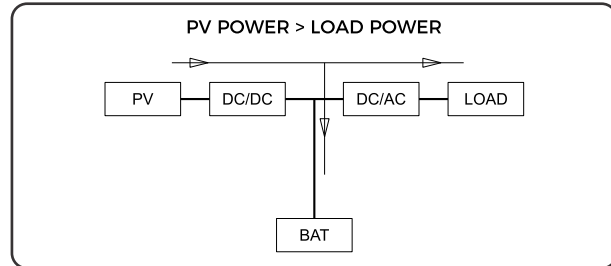 PV POWER > LOAD POWER
PV
DC/DC
DC/AC
LOAD
BAT